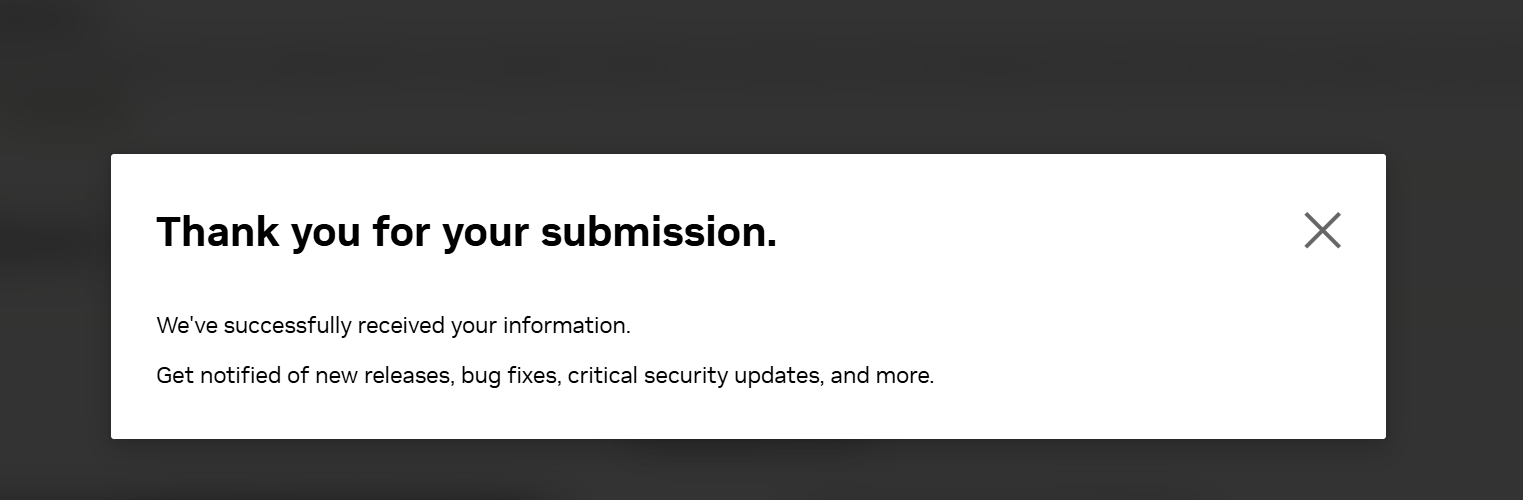 Thank you for your submission.
We've successfully received your information.
Get notified of new releases, bug fixes, critical security updates, and more.